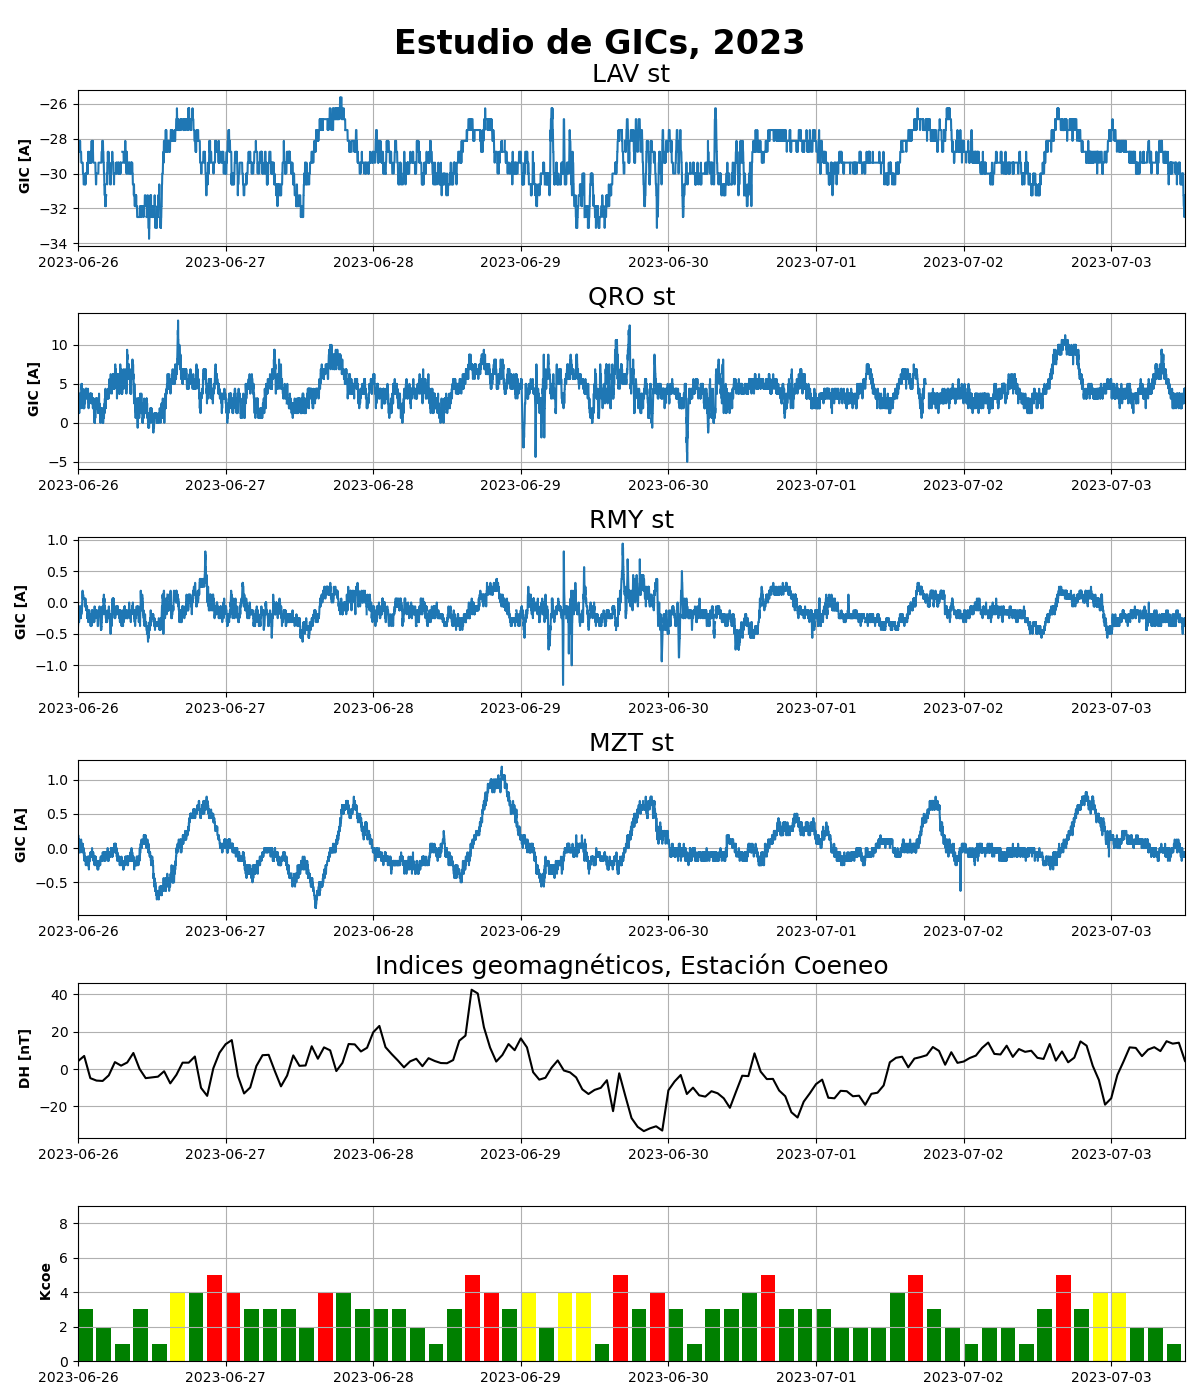 Estudio de GICs, 2023
LAV st
GIC [A]
−26
−28
−30
−32
−34
2023-06-26 2023-06-27 2023-06-28 2023-06-29 2023-06-30 2023-07-01 2023-07-02 2023-07-03
QRO st
GIC [A]
10
5
0
−5
2023-06-26 2023-06-27 2023-06-28 2023-06-29 2023-06-30 2023-07-01 2023-07-02 2023-07-03
RMY st
GIC [A]
1.0
0.5
0.0
−0.5
−1.0
2023-06-26 2023-06-27 2023-06-28 2023-06-29 2023-06-30 2023-07-01 2023-07-02 2023-07-03
MZT st
GIC [A]
1.0
0.5
0.0
−0.5
2023-06-26 2023-06-27 2023-06-28 2023-06-29 2023-06-30 2023-07-01 2023-07-02 2023-07-03
Indices geomagnéticos, Estación Coeneo
DH [nT]
40
20
0
−20
2023-06-26 2023-06-27 2023-06-28 2023-06-29 2023-06-30 2023-07-01 2023-07-02 2023-07-03
Kcoe
8
6
4
2
0
2023-06-26 2023-06-27 2023-06-28 2023-06-29 2023-06-30 2023-07-01 2023-07-02 2023-07-03